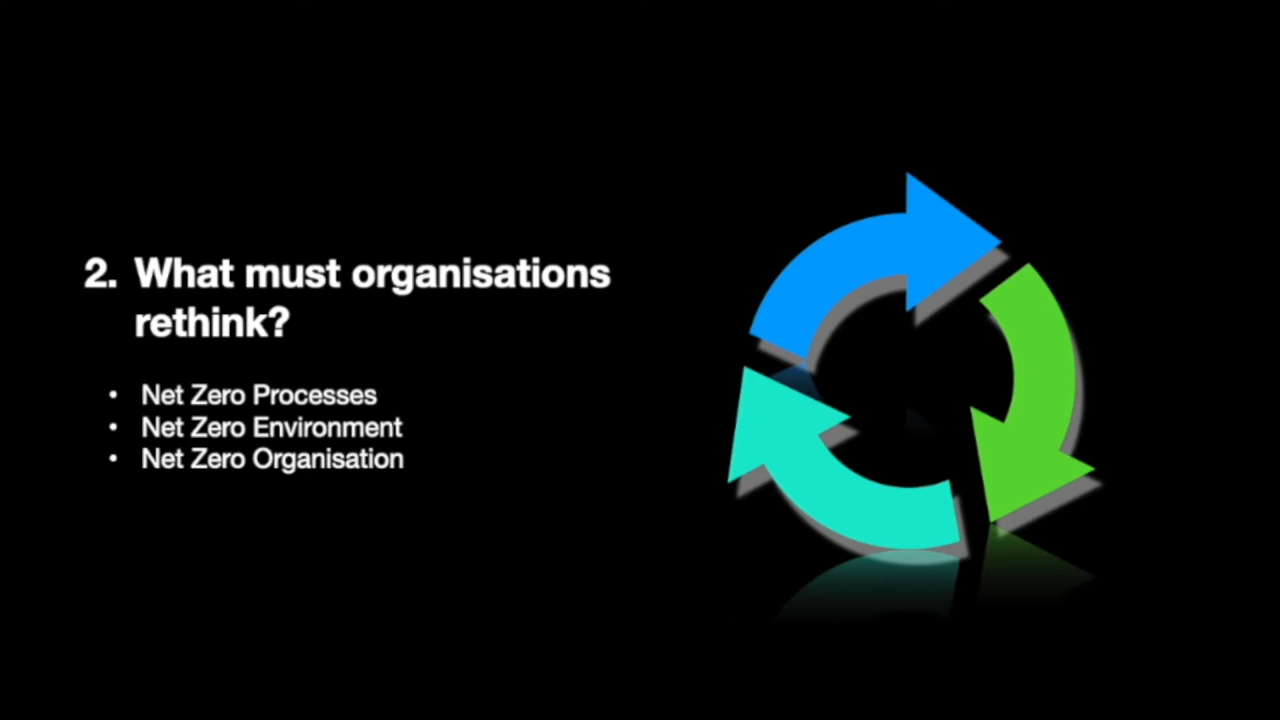 2. What must organisations
rethink?
• Net Zero Processes
• Net Zero Environment
• Net Zero Organisation